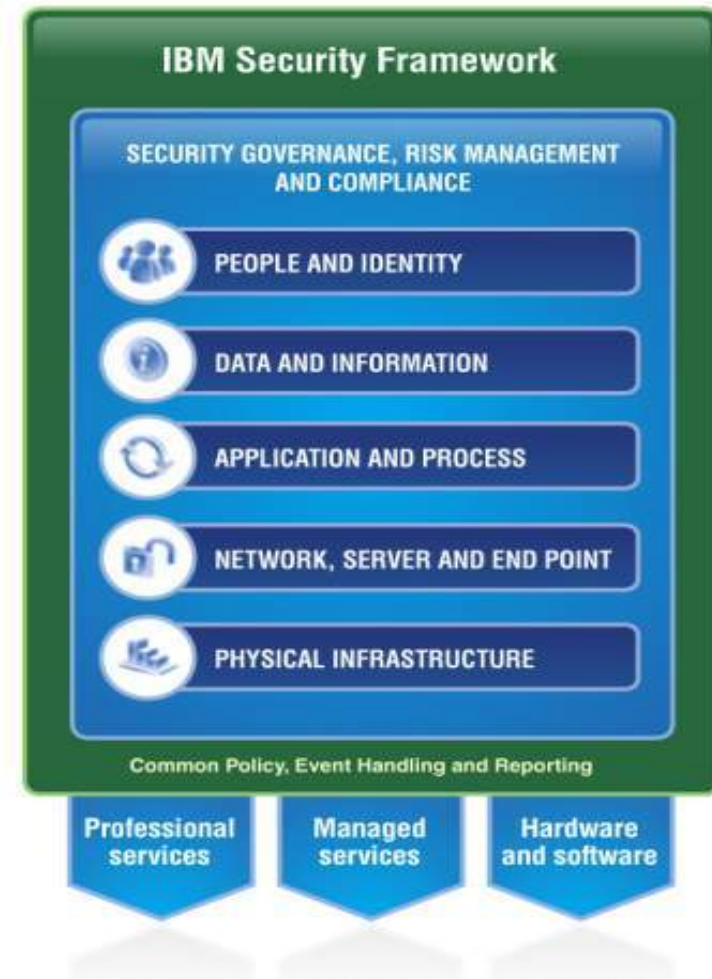 IBM Security Framework
SECURITY GOVERNANCE, RISK MANAGEMENT
AND COMPLIANCE
PEOPLE AND IDENTITY
DATA AND INFORMATION
APPLICATION AND PROCESS
NETWORK, SERVER AND END POINT
PHYSICAL INFRASTRUCTURE
Common Policy, Event Handling and Reporting
Professional
services
Managed
services
Hardware
and software